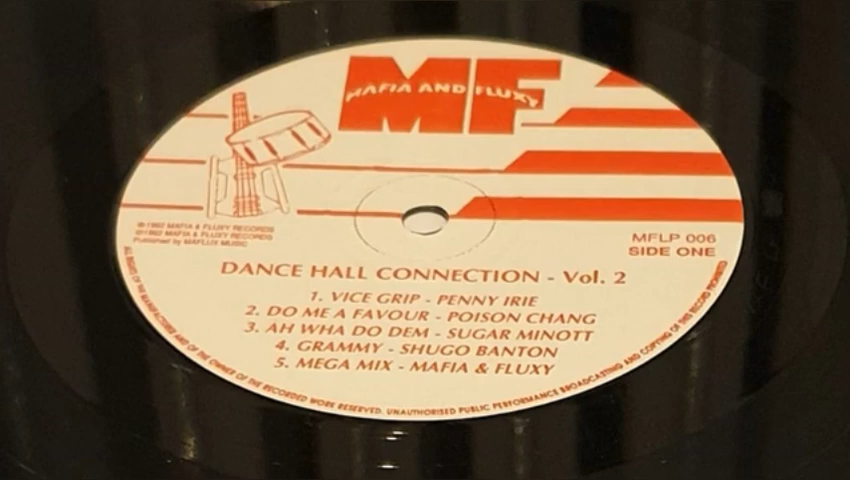 MF
MAFIA AND FLUXY
℗ 1992 MAFIA & FLUXY RECORDS
©1992 MAFIA & FLUXY RECORDS
Published by MAFLUX MUSIC
MFLP 006
SIDE ONE
DANCE HALL CONNECTION - Vol. 2
1. VICE GRIP - PENNY IRIE
2. DO ME A FAVOUR - POISON CHANG
3. AH WHA DO DEM - SUGAR MINOTT
4. GRAMMY - SHUGO BANTON
5. MEGA MIX - MAFIA & FLUXY
ALL RIGHTS OF THE MANUFACTURER AND OF THE OWNER OF THE RECORDED WORK RESERVED. UNAUTHORISED PUBLIC PERFORMANCE BROADCASTING AND COPYING OF THIS RECORD PROHIBITED